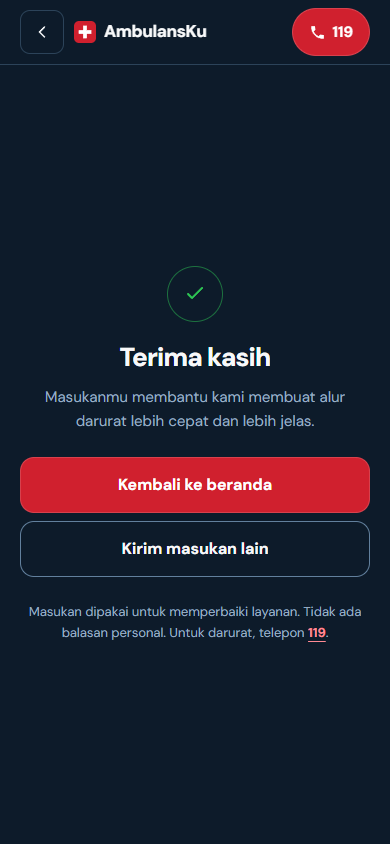 AmbulansKu
119
Terima kasih
Masukanmu membantu kami membuat alur
darurat lebih cepat dan lebih jelas.
Kembali ke beranda
Kirim masukan lain
Masukan dipakai untuk memperbaiki layanan. Tidak ada
balasan personal. Untuk darurat, telepon 119.